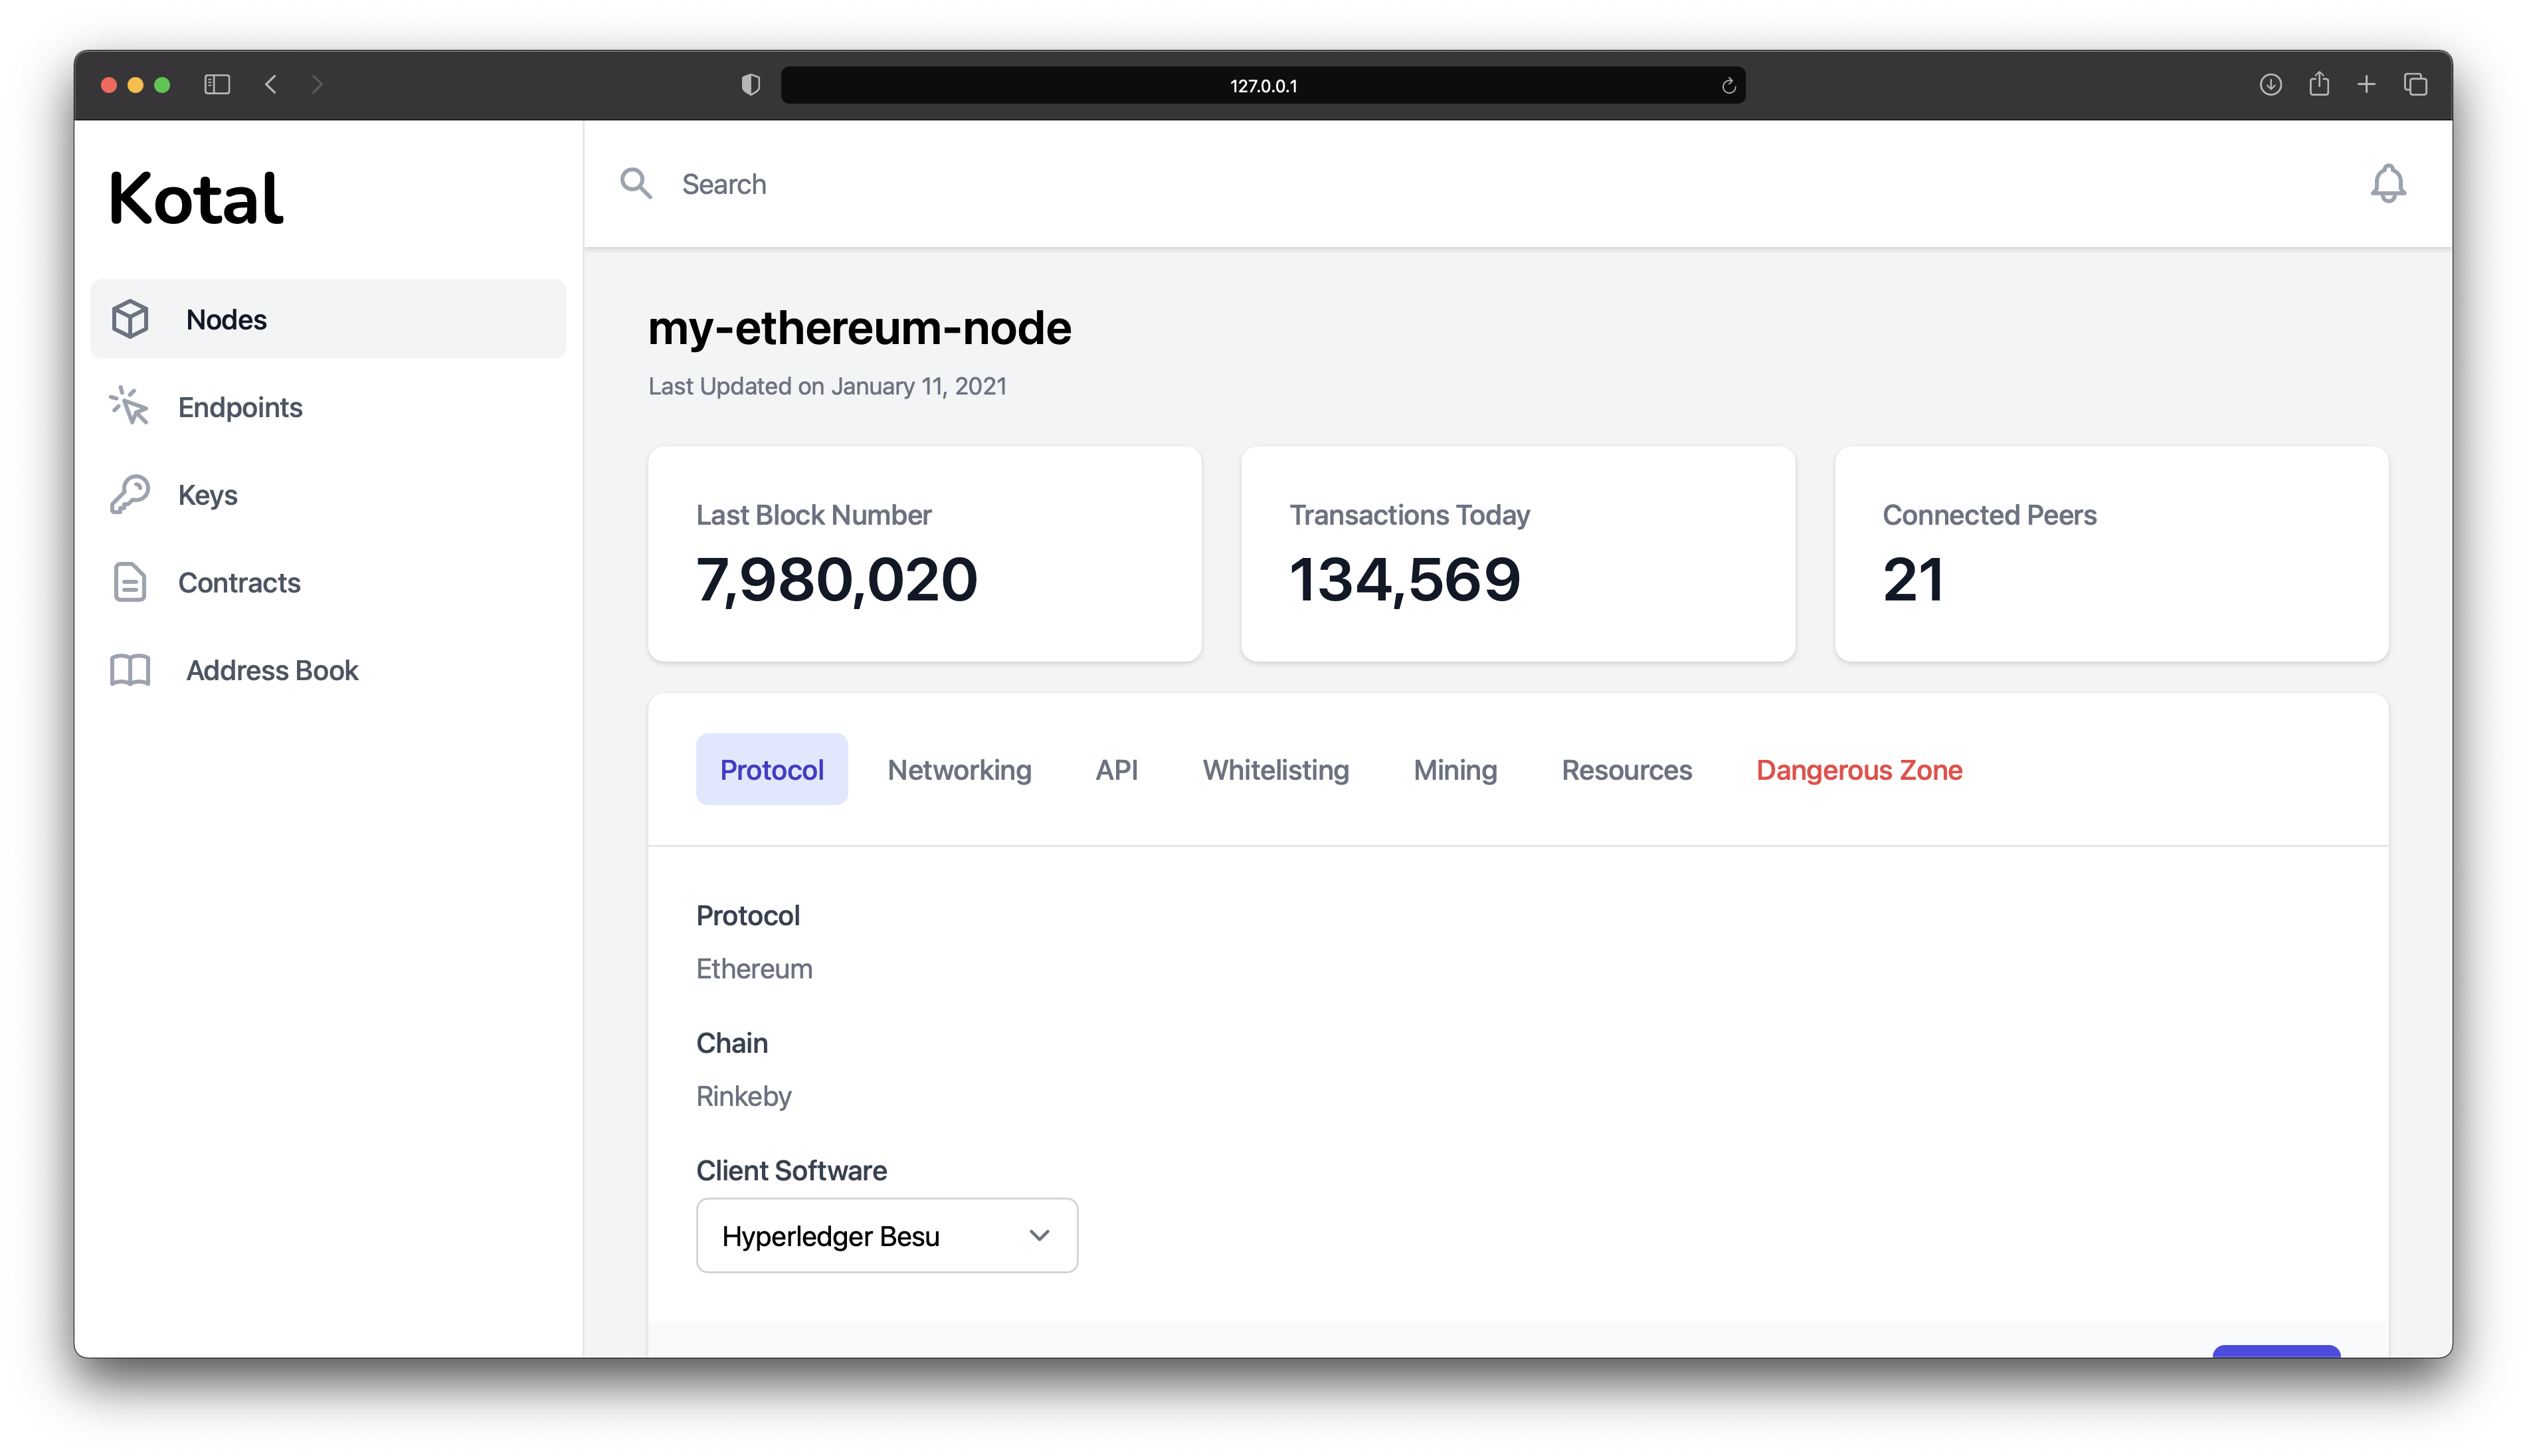 127.0.0.1
Kotal
Search
Nodes
Endpoints
Keys
Contracts
Address Book
my-ethereum-node
Last Updated on January 11, 2021
Last Block Number
7,980,020
Transactions Today
134,569
Connected Peers
21
Protocol Networking API Whitelisting Mining Resources Dangerous Zone
Protocol
Ethereum
Chain
Rinkeby
Client Software
Hyperledger Besu